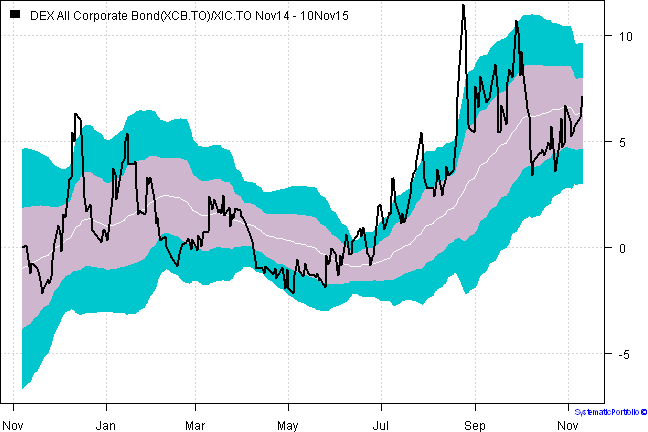 DEX All Corporate Bond(XCB.TO)/XIC.TO Nov14 - 10Nov15
10
5
0
-5
Nov Jan Mar May Jul Sep Nov
SystematicPortfolio ©